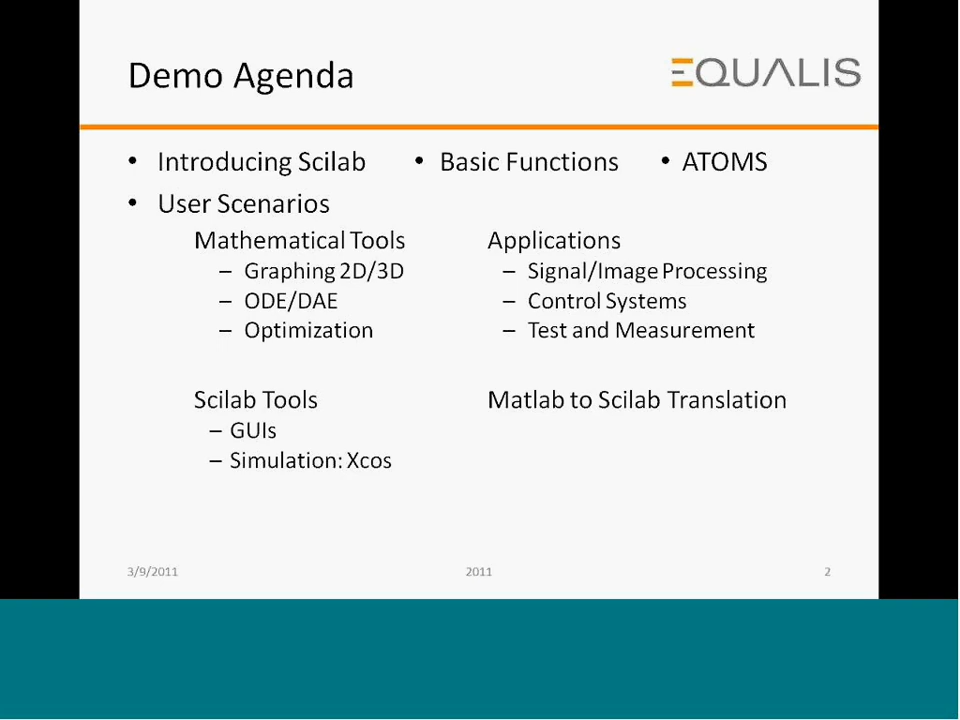 Demo Agenda
EQUALIS
• Introducing Scilab • Basic Functions • ATOMS
• User Scenarios
Mathematical Tools Applications
– Graphing 2D/3D – Signal/Image Processing
– ODE/DAE – Control Systems
– Optimization – Test and Measurement
Scilab Tools Matlab to Scilab Translation
– GUIs
– Simulation: Xcos
3/9/2011 2011 2